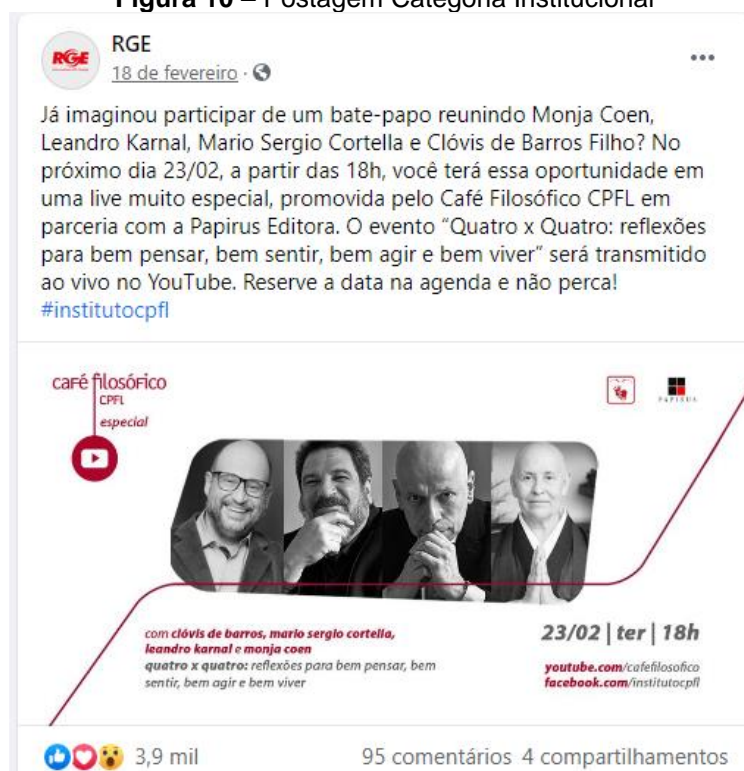 Figura 10 – Postagem Categoria Institucional
RGE
RGE
18 de fevereiro ·
Já imaginou participar de um bate-papo reunindo Monja Coen,
Leandro Karnal, Mario Sergio Cortella e Clóvis de Barros Filho? No
próximo dia 23/02, a partir das 18h, você terá essa oportunidade em
uma live muito especial, promovida pelo Café Filosófico CPFL em
parceria com a Papirus Editora. O evento “Quatro x Quatro: reflexões
para bem pensar, bem sentir, bem agir e bem viver” será transmitido
ao vivo no YouTube. Reserve a data na agenda e não perca!
#institutocpfl
café filosófico
CPFL
especial
PAPIRUS
com clóvis de barros, mario sergio cortella,
leandro karnal e monja coen
quatro x quatro: reflexões para bem pensar, bem
sentir, bem agir e bem viver
23/02 | ter | 18h
youtube.com/cafefilosofico
facebook.com/institutocpfl
3,9 mil
95 comentários 4 compartilhamentos